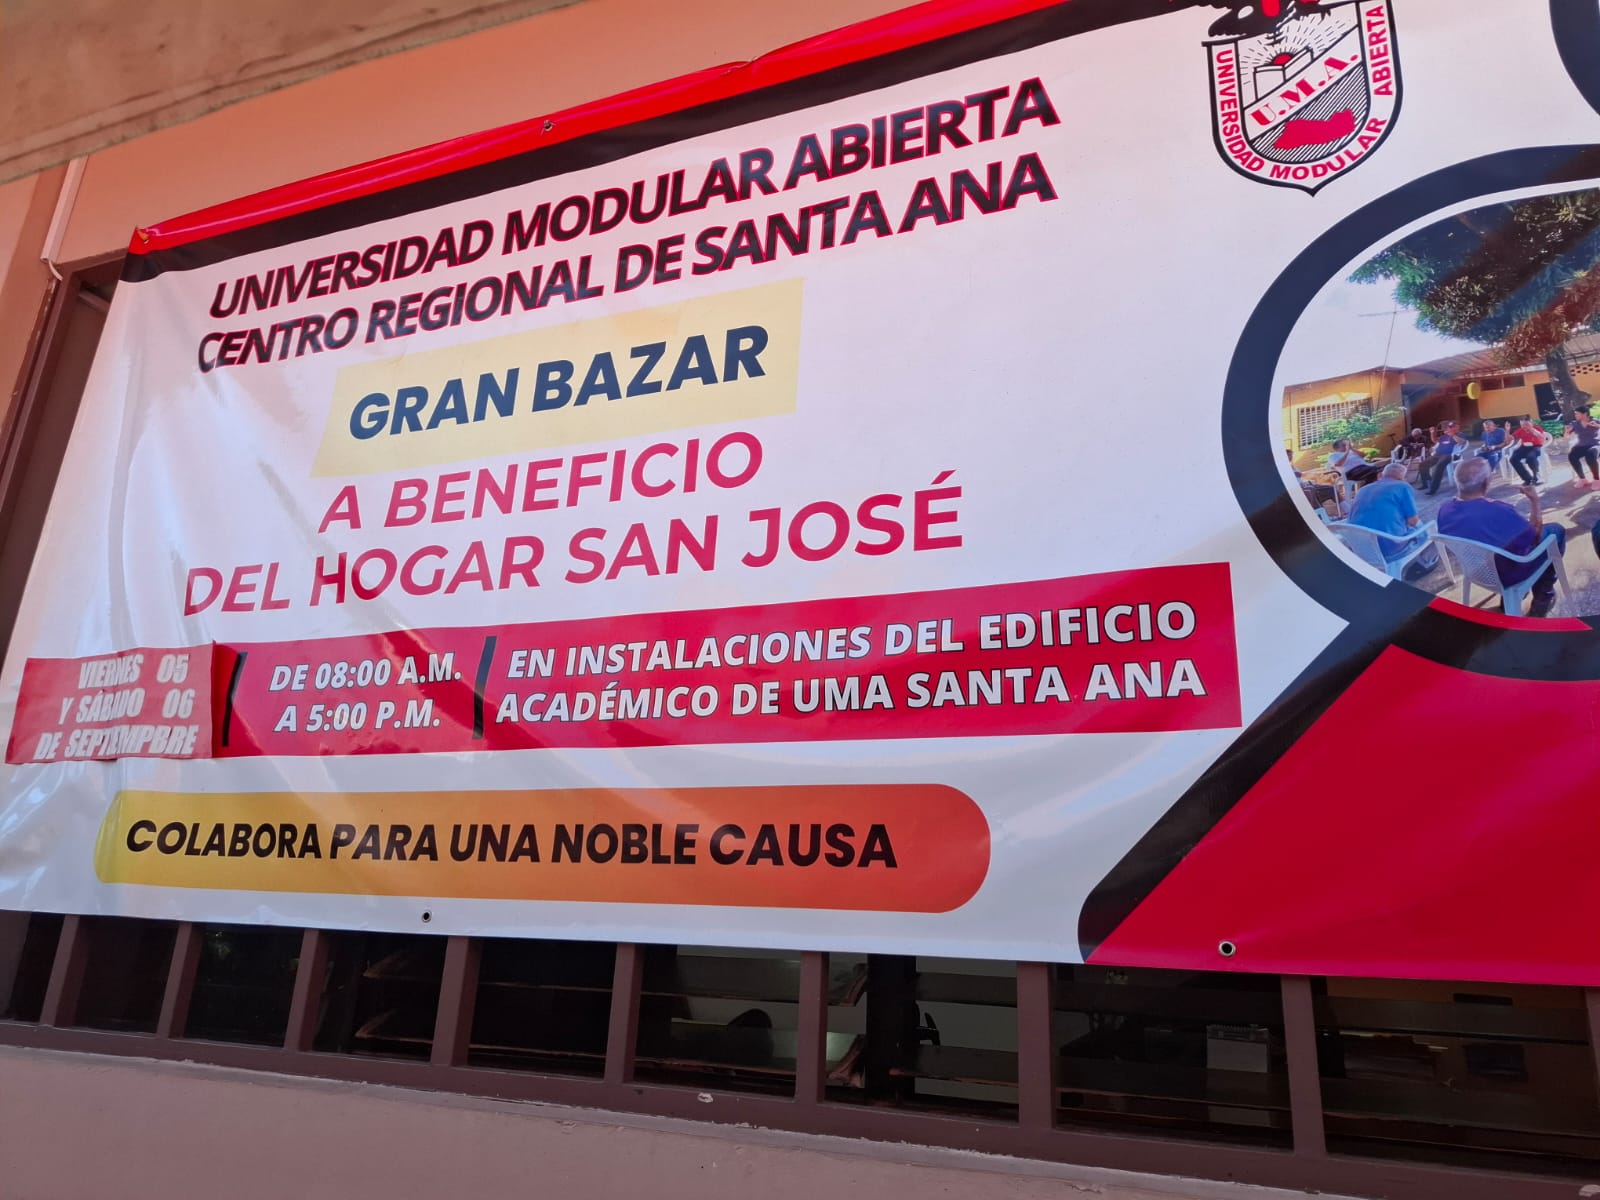 UNIVERSIDAD MODULAR ABIERTA
CENTRO REGIONAL DE SANTA ANA
GRAN BAZAR
A BENEFICIO
DEL HOGAR SAN JOSÉ
VIERNES 05
Y SÁBADO 06
DE SEPTIEMPBRE
DE 08:00 A.M.
A 5:00 P.M.
EN INSTALACIONES DEL EDIFICIO
ACADÉMICO DE UMA SANTA ANA
COLABORA PARA UNA NOBLE CAUSA
U.M.A.
UNIVERSIDAD MODULAR ABIERTA